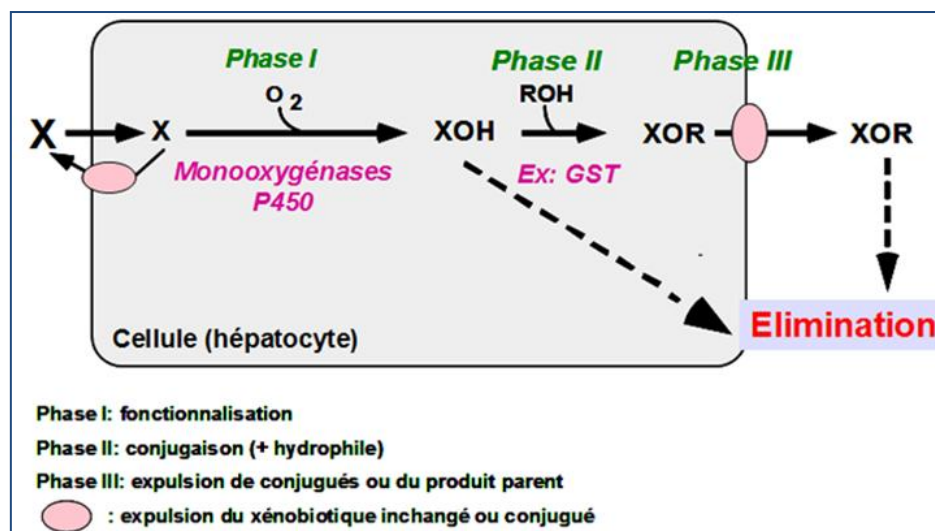 Phase I
Phase II
Phase III
O 2
ROH
X
X
XOH
XOR
XOR
Monooxygénases
P450
Ex: GST
Elimination
Cellule (hépatocyte)
Phase I: fonctionnalisation
Phase II: conjugaison (+ hydrophile)
Phase III: expulsion de conjugués ou du produit parent
: expulsion du xénobiotique inchangé ou conjugué